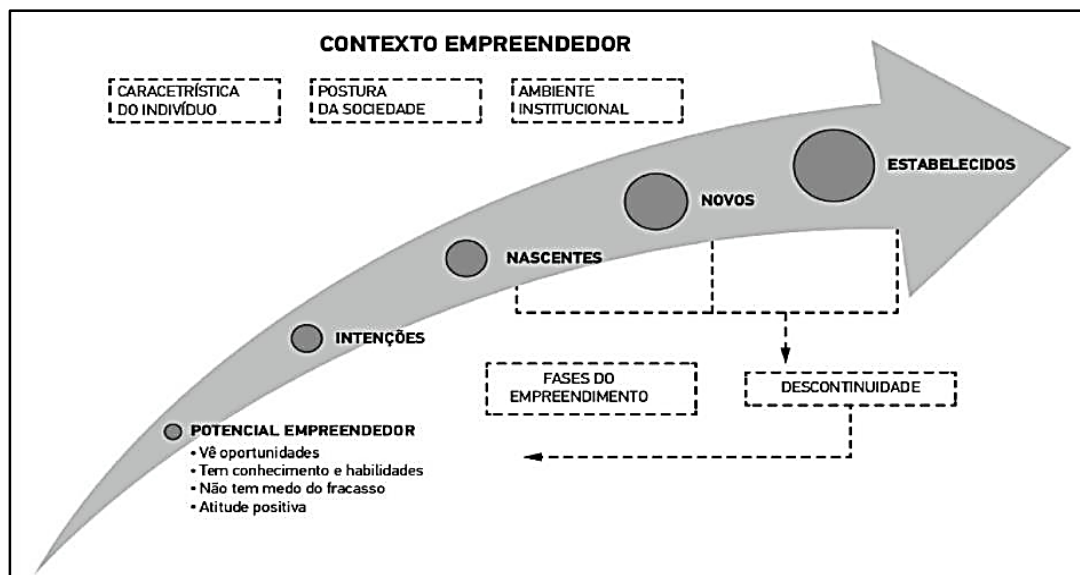 CONTEXTO EMPREENDEDOR
CARACETRÍSTICA
DO INDIVÍDUO
POSTURA
DA SOCIEDADE
AMBIENTE
INSTITUCIONAL
ESTABELECIDOS
NOVOS
NASCENTES
INTENÇÕES
FASES DO
EMPREENDIMENTO
DESCONTINUIDADE
POTENCIAL EMPREENDEDOR
• Vê oportunidades
• Tem conhecimento e habilidades
• Não tem medo do fracasso
• Atitude positiva